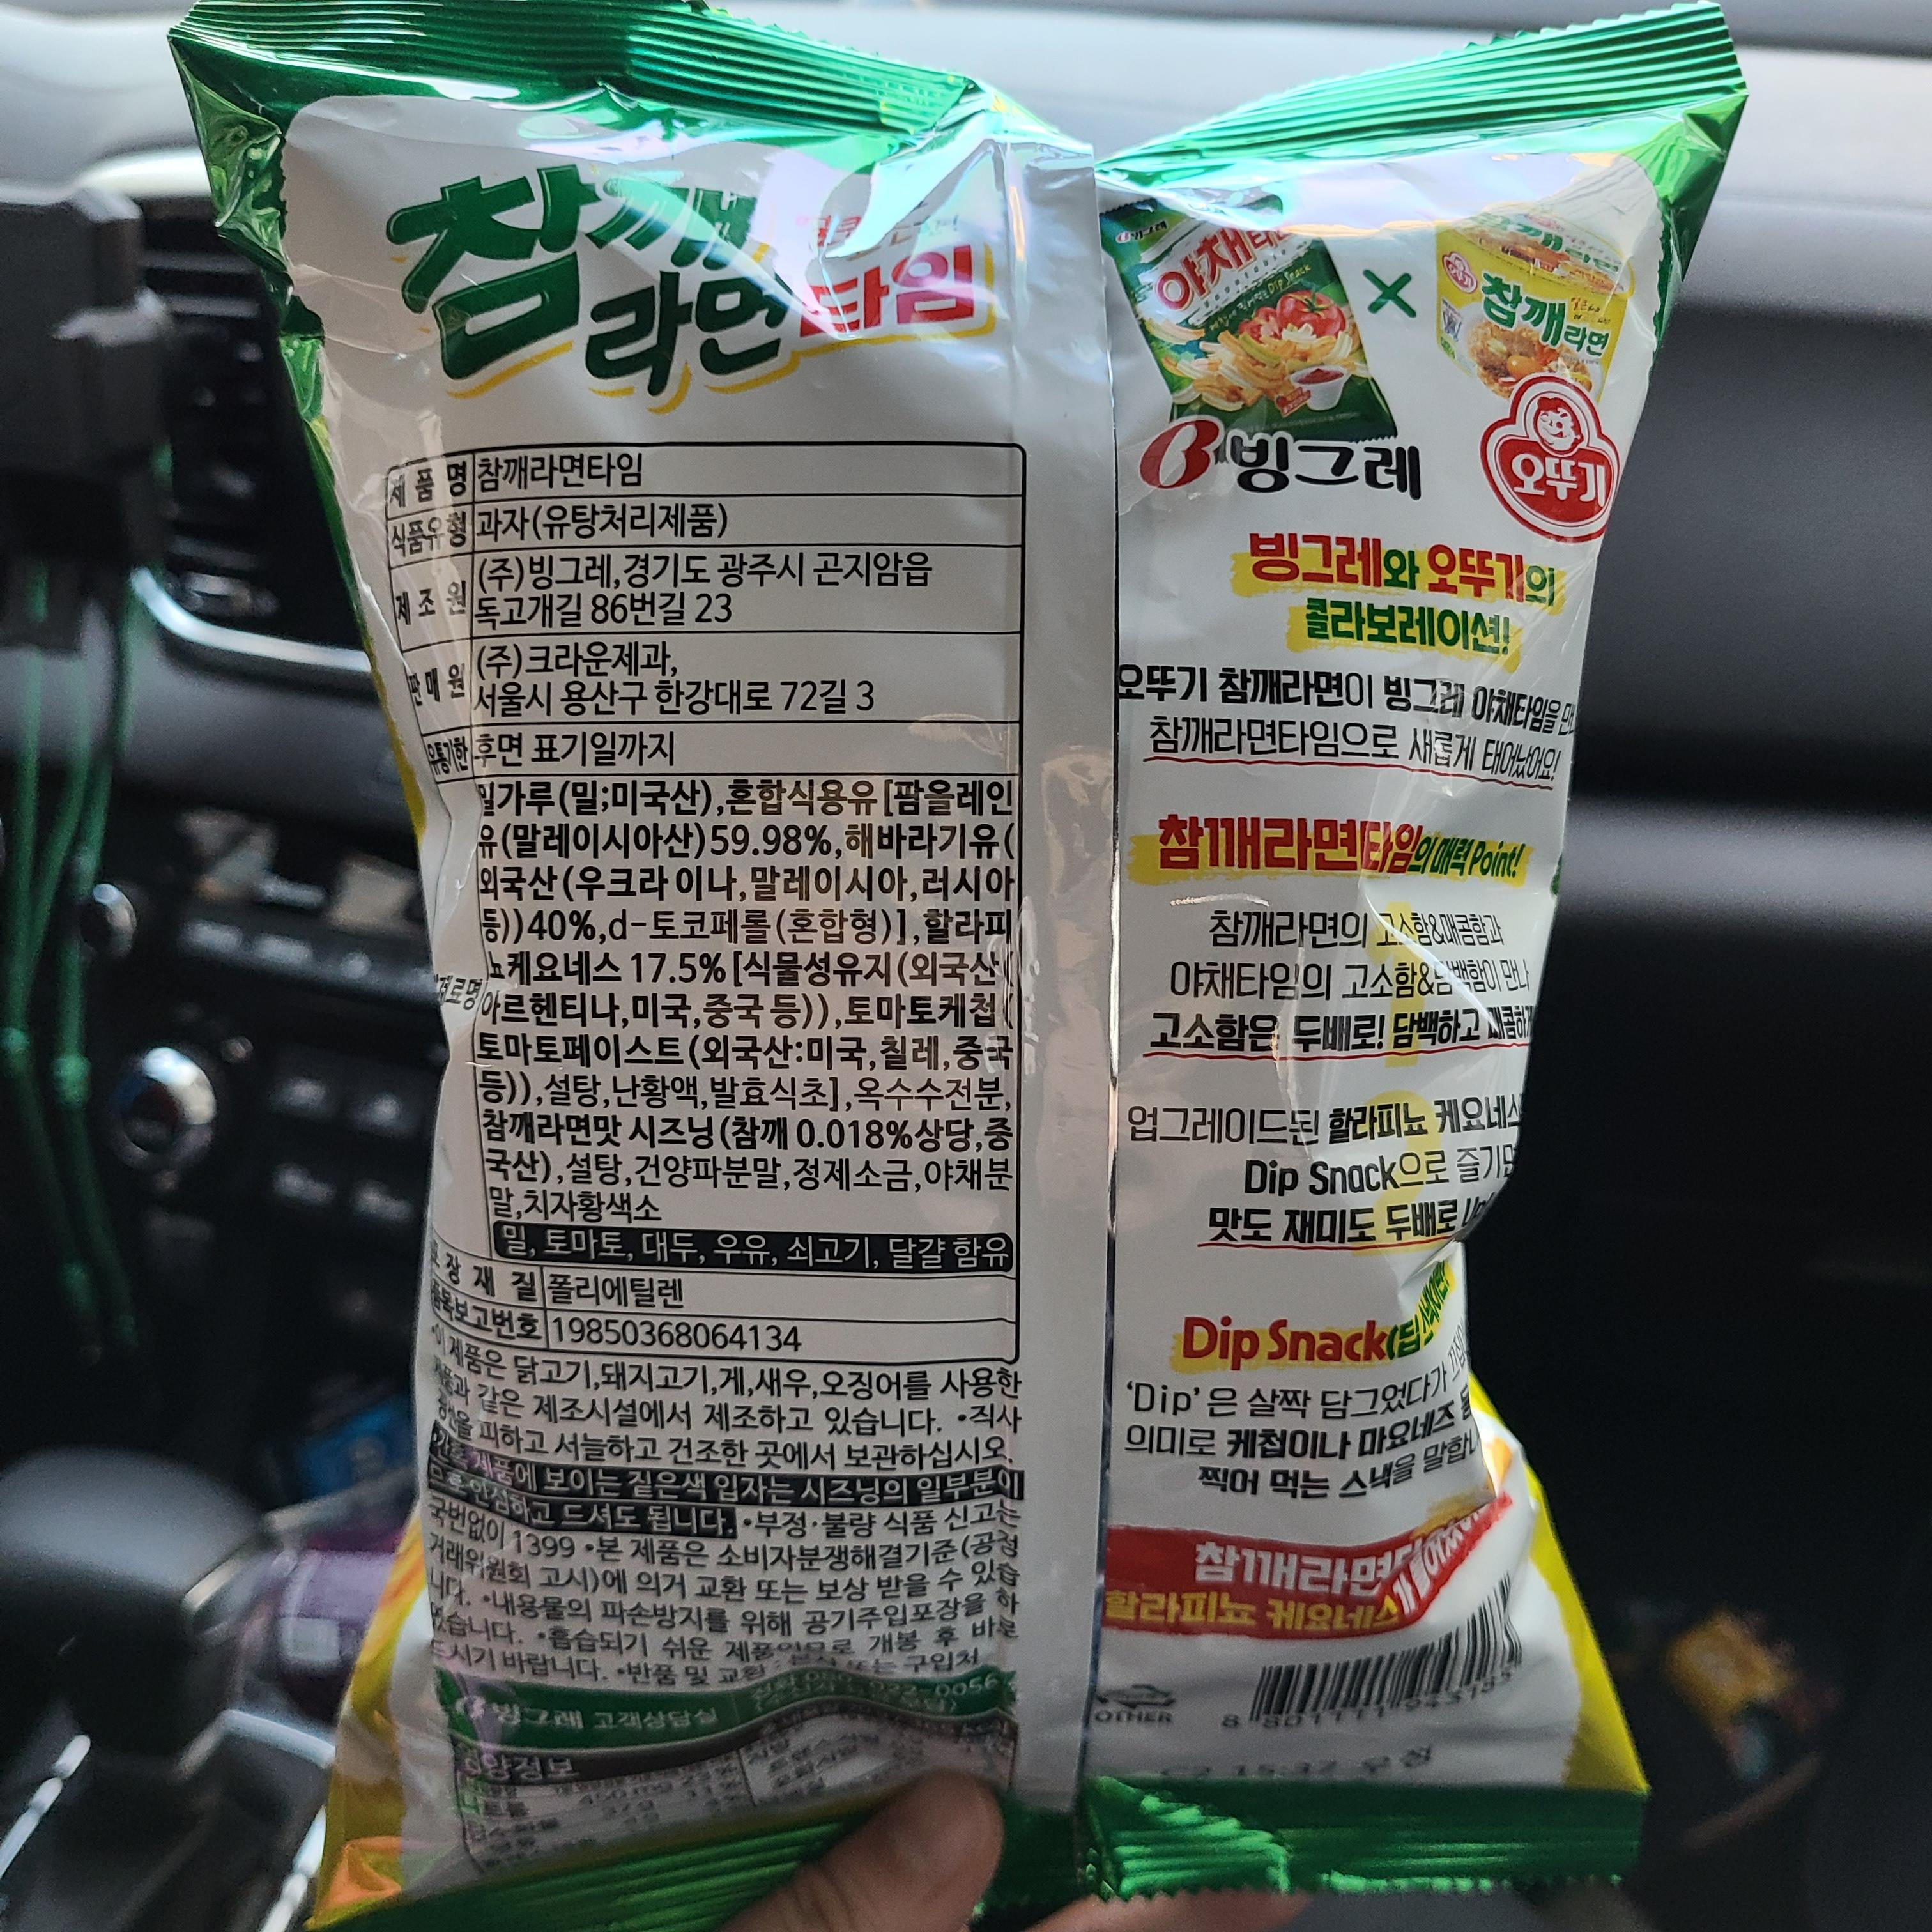 참깨라면타임
제 품 명 참깨라면타임
식품유형 과자(유탕처리제품)
제 조 원 (주)빙그레,경기도 광주시 곤지암읍
독고개길 86번길 23
판 매 원 (주)크라운제과,
서울시 용산구 한강대로 72길 3
유통기한 후면 표기일까지
밀가루(밀;미국산),혼합식용유[팜올레인
유(말레이시아산)59.98%,해바라기유(
외국산(우크라이나,말레이시아,러시아
등))40%,d-토코페롤(혼합형)],할라피
뇨케요네스 17.5%[식물성유지(외국산(
아르헨티나,미국,중국 등)),토마토케첩(
토마토페이스트(외국산:미국,칠레,중국
등)),설탕,난황액,발효식초],옥수수전분,
참깨라면맛 시즈닝(참깨 0.018%상당,중
국산),설탕,건양파분말,정제소금,야채분
말,치자황색소
밀, 토마토, 대두, 우유, 쇠고기, 달걀 함유
장 재 질 폴리에틸렌
품목보고번호 19850368064134
•이 제품은 닭고기,돼지고기,게,새우,오징어를 사용한
제품과 같은 제조시설에서 제조하고 있습니다. •직사
광선을 피하고 서늘하고 건조한 곳에서 보관하십시오.
제품에 보이는 짙은색 입자는 시즈닝의 일부분이
므로 안심하고 드셔도 됩니다. •부정·불량 식품 신고는
국번없이 1399 •본 제품은 소비자분쟁해결기준(공정
거래위원회 고시)에 의거 교환 또는 보상 받을 수 있습
니다. •내용물의 파손방지를 위해 공기주입포장을 하
였습니다. •흡습되기 쉬운 제품이므로 개봉 후 바로
드시기 바랍니다. •반품 및 교환 또는 구입처
빙그레 고객상담실
영양정보
빙그레
야채타임
Dip Snack
×
오뚜기
참깨라면
빙그레
오뚜기
빙그레와 오뚜기의
콜라보레이션!
오뚜기 참깨라면이 빙그레 야채타임을
참깨라면타임으로 새롭게 태어났어요!
참깨라면타임의 매력 Point!
1
참깨라면의 고소함&매콤함과
야채타임의 고소함&담백함이 만나
고소함은 두배로! 담백하고 매콤하게
2
업그레이드된 할라피뇨 케요네스
Dip Snack으로 즐기면
맛도 재미도 두배로 Up
Dip Snack(딥
'Dip'은 살짝 담그었다가
의미로 케첩이나 마요네즈
찍어 먹는 스낵을 말합니
참깨라면
할라피뇨 케요네스가 들어있어
OTHER
8 801111
C2 15:37